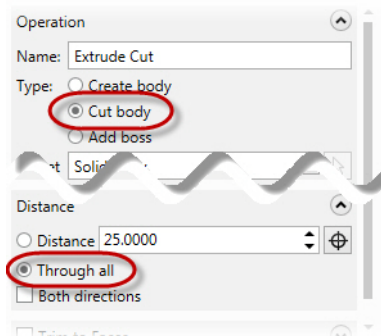 Operation
Name: Extrude Cut
Type: Create body
Cut body
Add boss
Distance
Distance 25.0000
Through all
Both directions